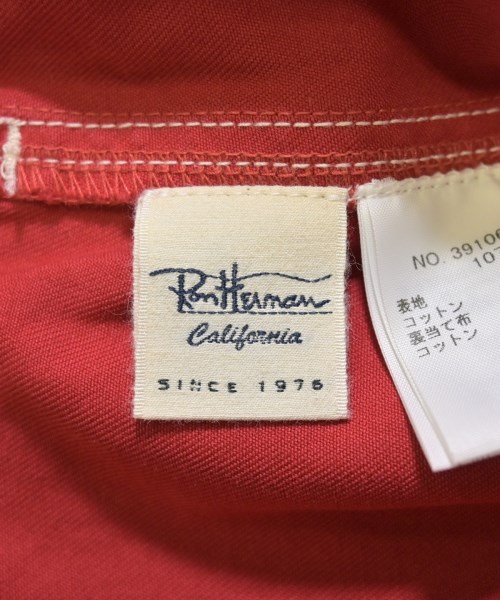 Ron Herman
California
SINCE 1976
NO. 39106
107
表地
コットン
裏当て布
コットン